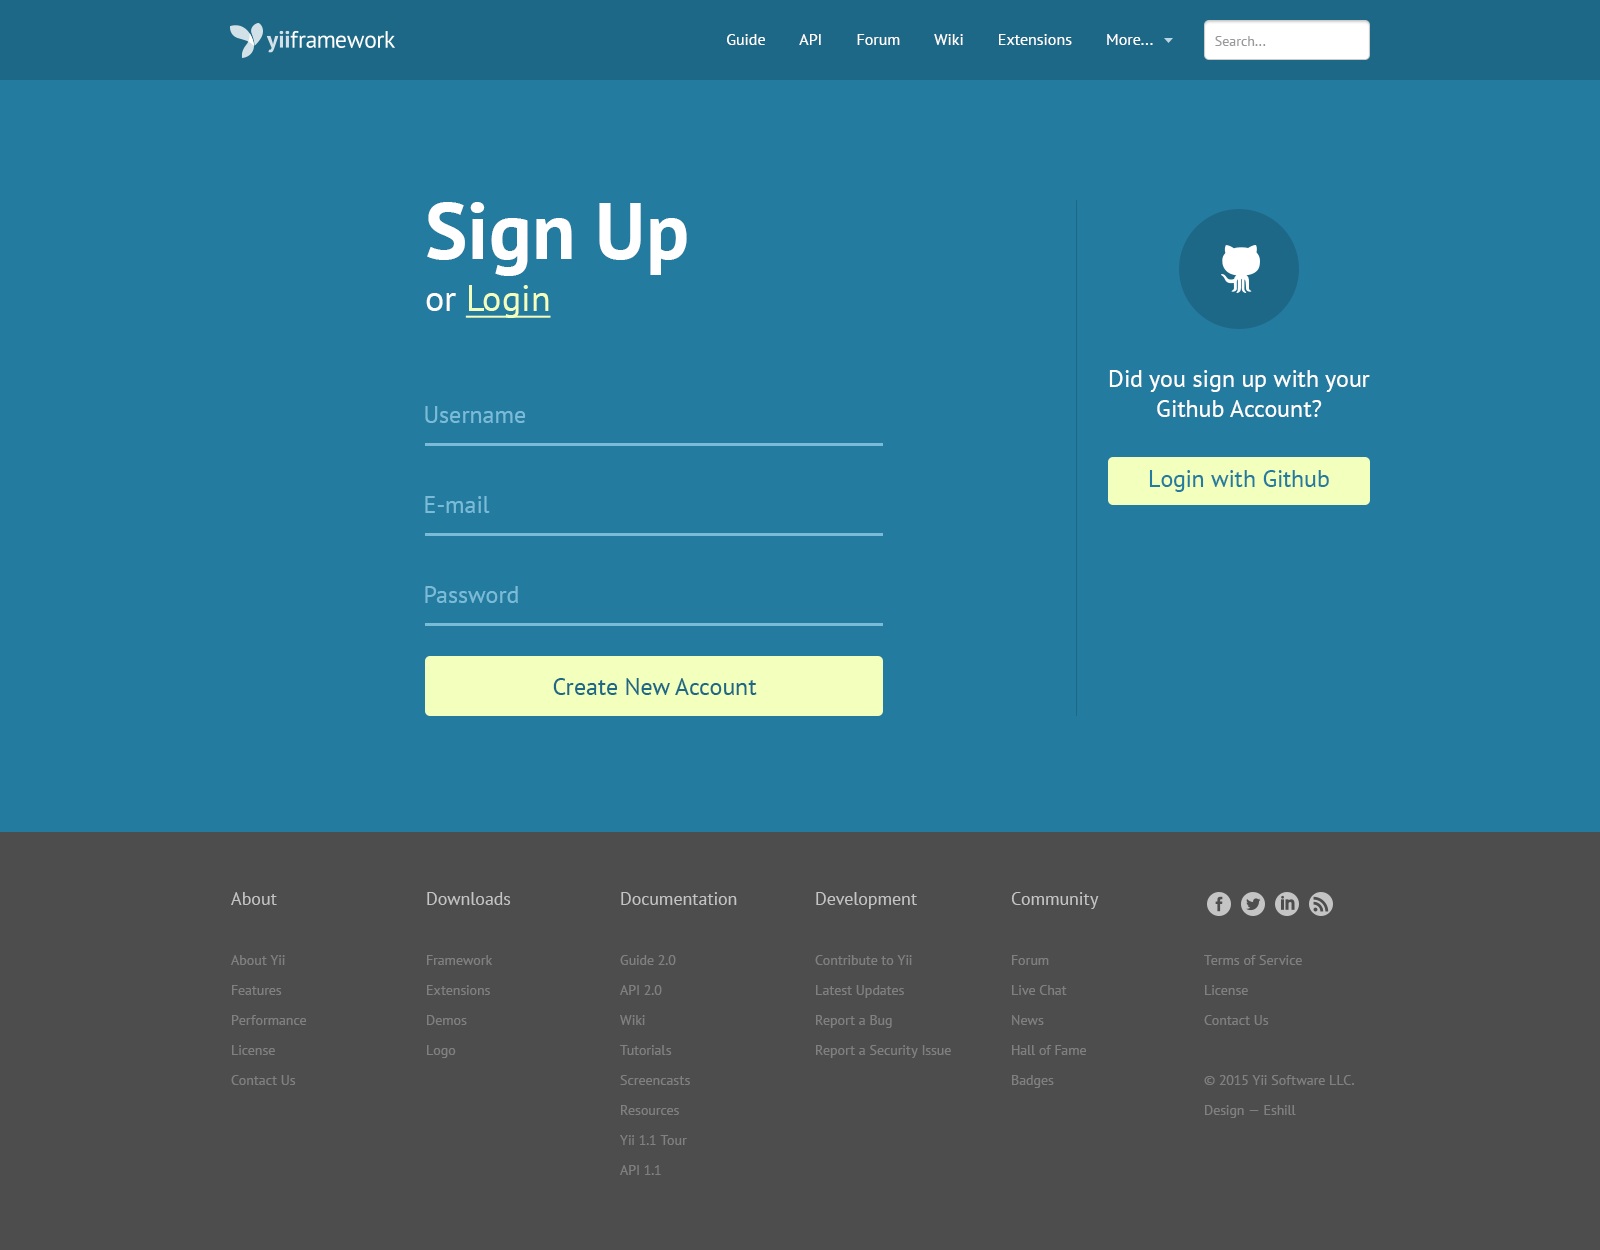 yiiframework
Guide API Forum Wiki Extensions More... Search...
Sign Up
or Login
Username
E-mail
Password
Create New Account
Did you sign up with your
Github Account?
Login with Github
About
About Yii
Features
Performance
License
Contact Us
Downloads
Framework
Extensions
Demos
Logo
Documentation
Guide 2.0
API 2.0
Wiki
Tutorials
Screencasts
Resources
Yii 1.1 Tour
API 1.1
Development
Contribute to Yii
Latest Updates
Report a Bug
Report a Security Issue
Community
Forum
Live Chat
News
Hall of Fame
Badges
Terms of Service
License
Contact Us
© 2015 Yii Software LLC.
Design — Eshill